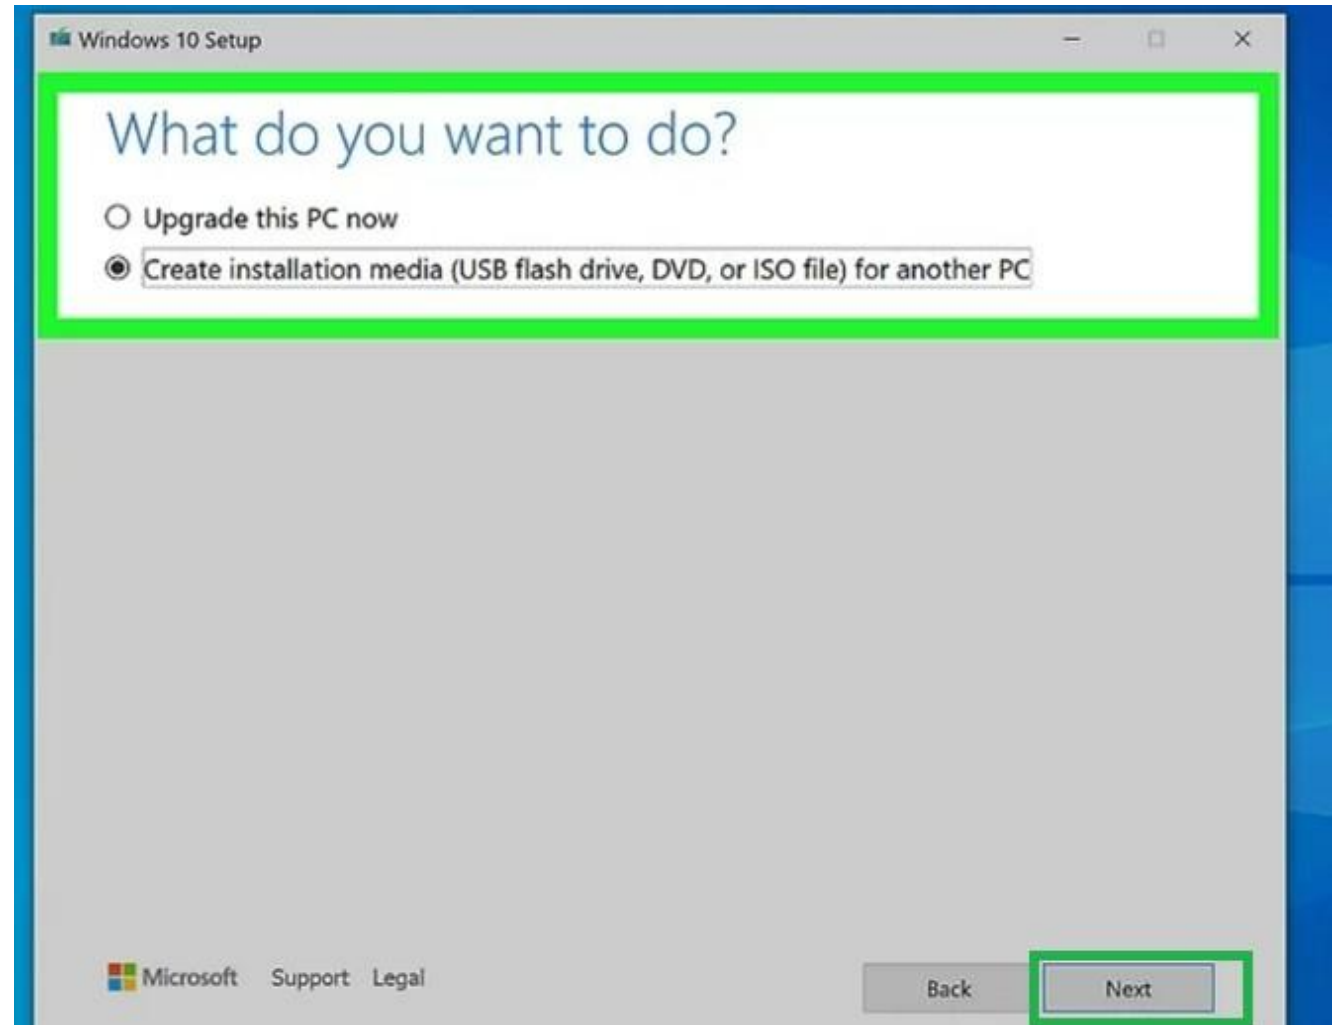 Windows 10 Setup
What do you want to do?
Upgrade this PC now
Create installation media (USB flash drive, DVD, or ISO file) for another PC
Microsoft Support Legal
Back Next